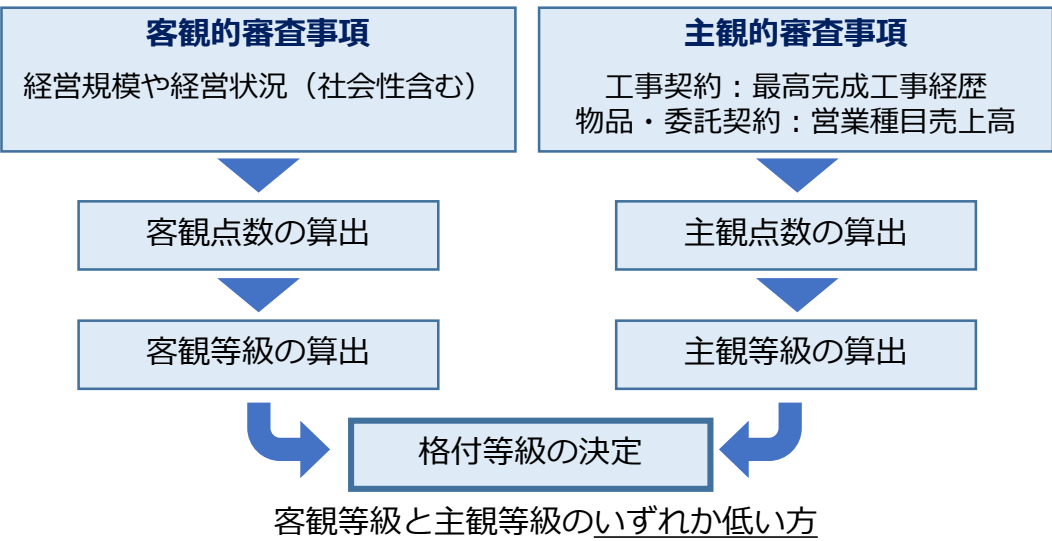 客観的審査事項
経営規模や経営状況（社会性含む）
客観点数の算出
客観等級の算出
主観的審査事項
工事契約：最高完成工事経歴
物品・委託契約：営業種目売上高
主観点数の算出
主観等級の算出
格付等級の決定
客観等級と主観等級のいずれか低い方